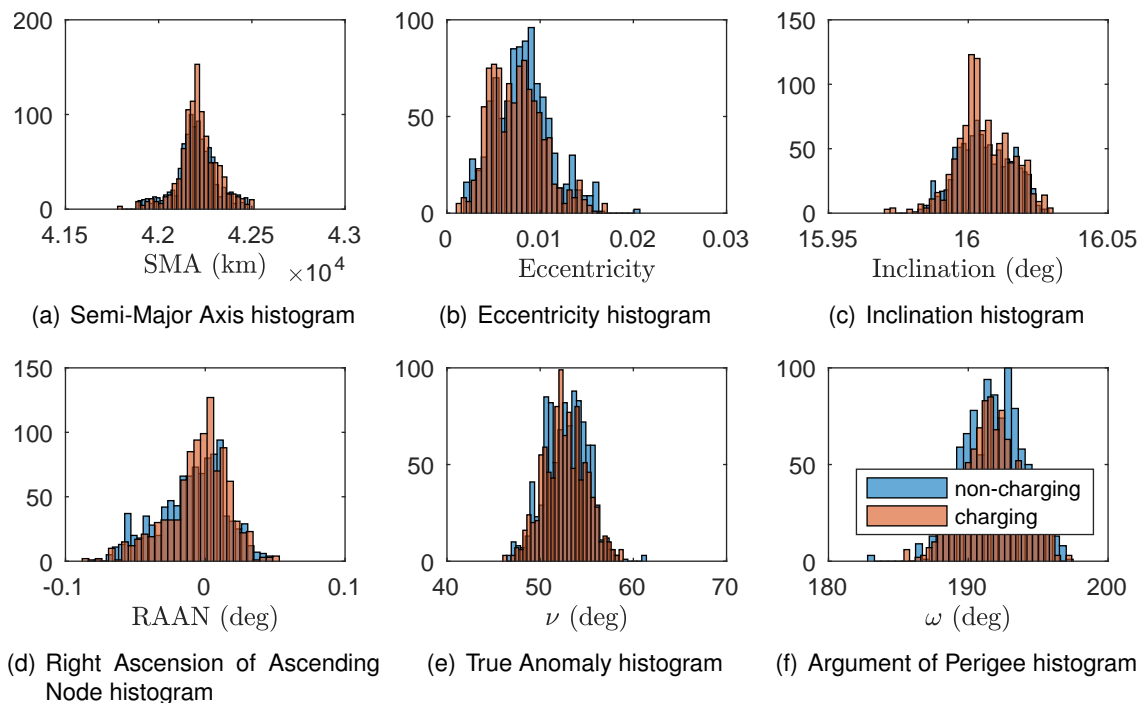 200
100
0
4.15 4.2 4.25 4.3
SMA (km) ×10⁴
(a) Semi-Major Axis histogram
100
50
0
0 0.01 0.02 0.03
Eccentricity
(b) Eccentricity histogram
150
100
50
0
15.95 16 16.05
Inclination (deg)
(c) Inclination histogram
150
100
50
0
-0.1 0 0.1
RAAN (deg)
(d) Right Ascension of Ascending
Node histogram
100
50
0
40 50 60 70
ν (deg)
(e) True Anomaly histogram
100
50
0
non-charging
charging
180 190 200
ω (deg)
(f) Argument of Perigee histogram